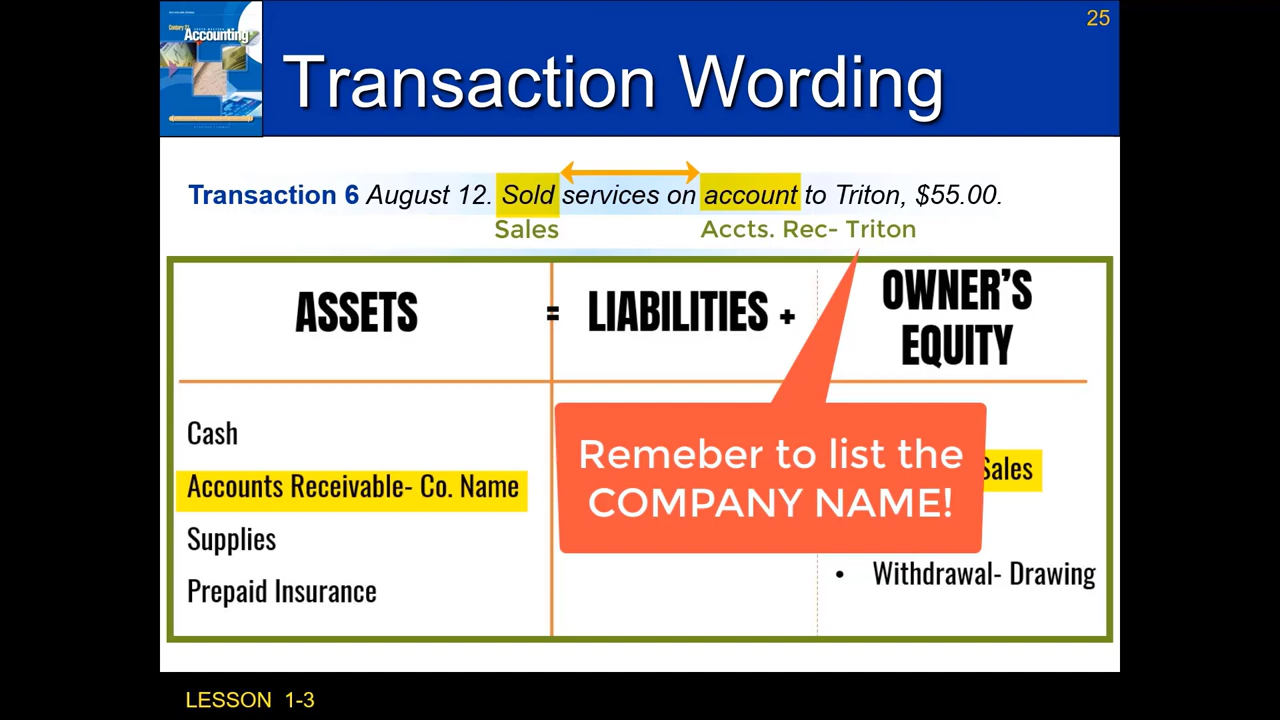 25
Century 21
Accounting
Transaction Wording
Transaction 6 August 12. Sold services on account to Triton, $55.00.
Sales Accts. Rec- Triton
ASSETS = LIABILITIES + OWNER'S
EQUITY
Cash
Remeber to list the
COMPANY NAME!
Sales
Accounts Receivable- Co. Name
Supplies
• Withdrawal- Drawing
Prepaid Insurance
LESSON 1-3